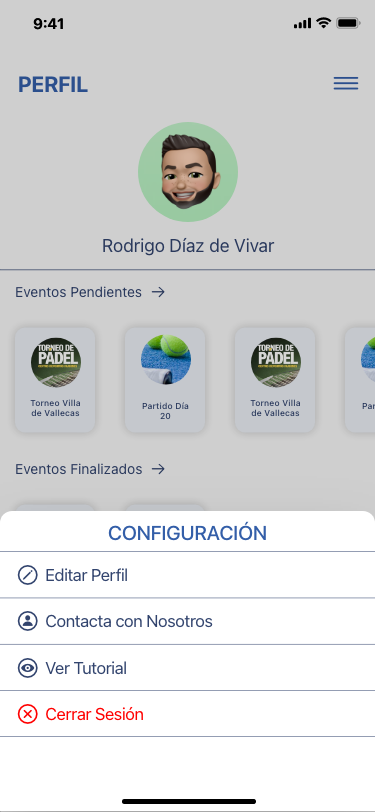 9:41
PERFIL
Rodrigo Díaz de Vivar
Eventos Pendientes
TORNEO DE
PADEL
Torneo Villa
de Vallecas
Partido Día
20
TORNEO DE
PADEL
Torneo Villa
de Vallecas
Eventos Finalizados
CONFIGURACIÓN
Editar Perfil
Contacta con Nosotros
Ver Tutorial
Cerrar Sesión